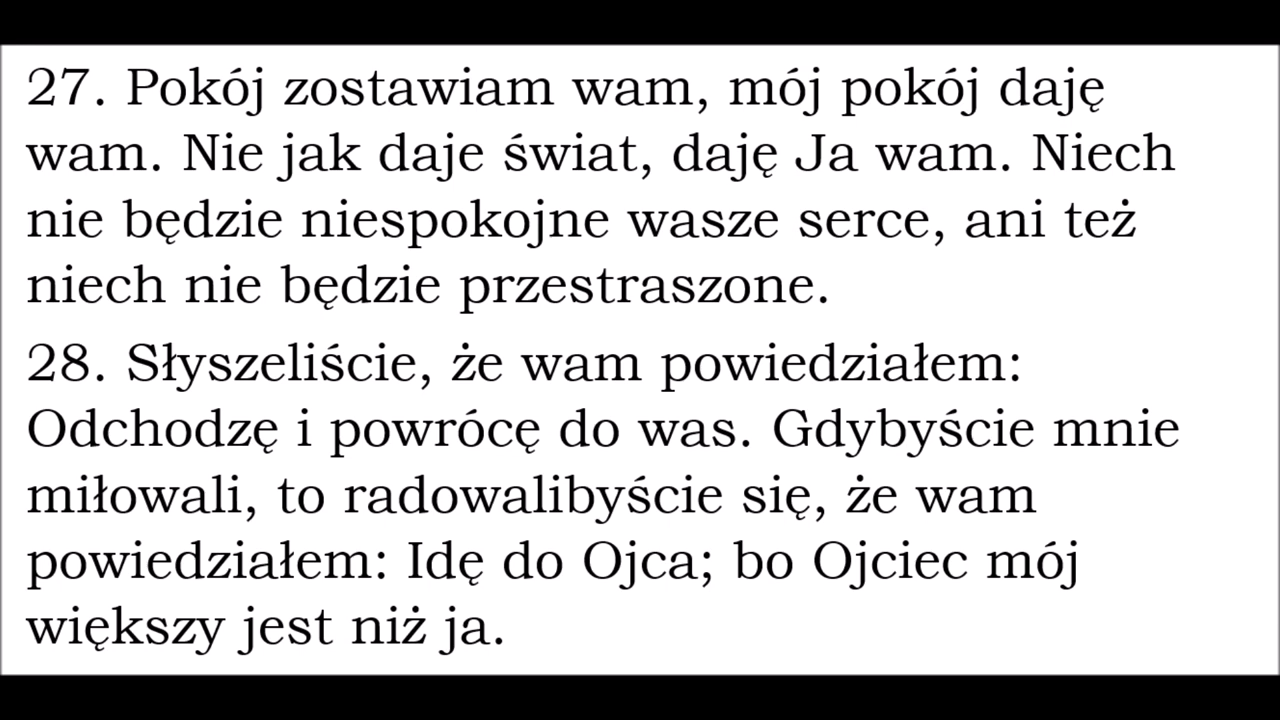 27. Pokój zostawiam wam, mój pokój daję
wam. Nie jak daje świat, daję Ja wam. Niech
nie będzie niespokojne wasze serce, ani też
niech nie będzie przestraszone.
28. Słyszeliście, że wam powiedziałem:
Odchodzę i powrócę do was. Gdybyście mnie
miłowali, to radowalibyście się, że wam
powiedziałem: Idę do Ojca; bo Ojciec mój
większy jest niż ja.